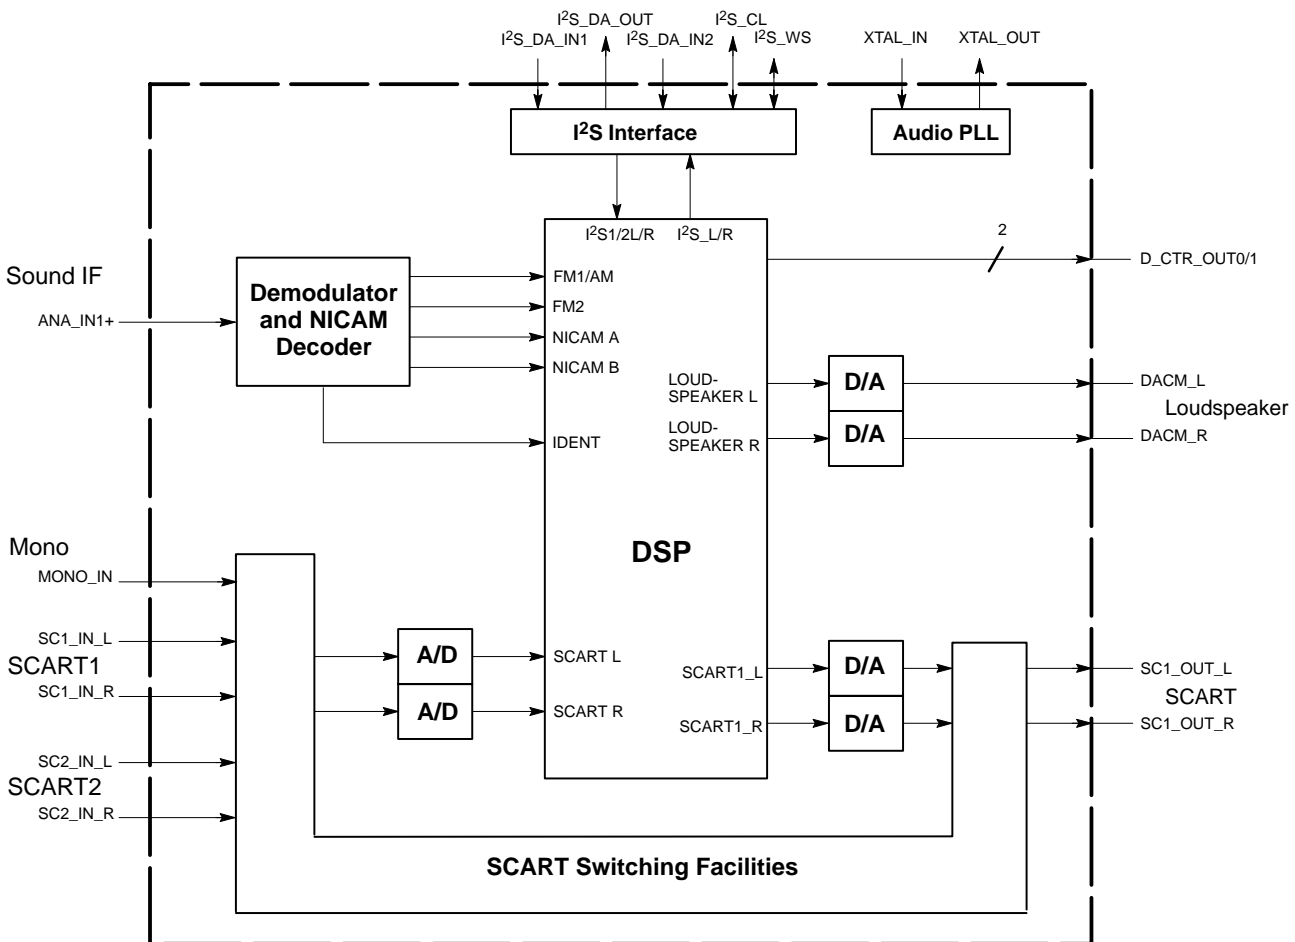 I²S_DA_OUT
I²S_CL
I²S_DA_IN1
I²S_DA_IN2
I²S_WS
XTAL_IN
XTAL_OUT
I²S Interface
Audio PLL
I²S1/2L/R
I²S_L/R
2
D_CTR_OUT0/1
Sound IF
ANA_IN1+
Demodulator
and NICAM
Decoder
FM1/AM
FM2
NICAM A
NICAM B
IDENT
LOUD-
SPEAKER L
LOUD-
SPEAKER R
D/A
D/A
DACM_L
Loudspeaker
DACM_R
DSP
Mono
MONO_IN
SC1_IN_L
SCART1
SC1_IN_R
SC2_IN_L
SCART2
SC2_IN_R
A/D
A/D
SCART L
SCART R
SCART1_L
SCART1_R
D/A
D/A
SC1_OUT_L
SCART
SC1_OUT_R
SCART Switching Facilities